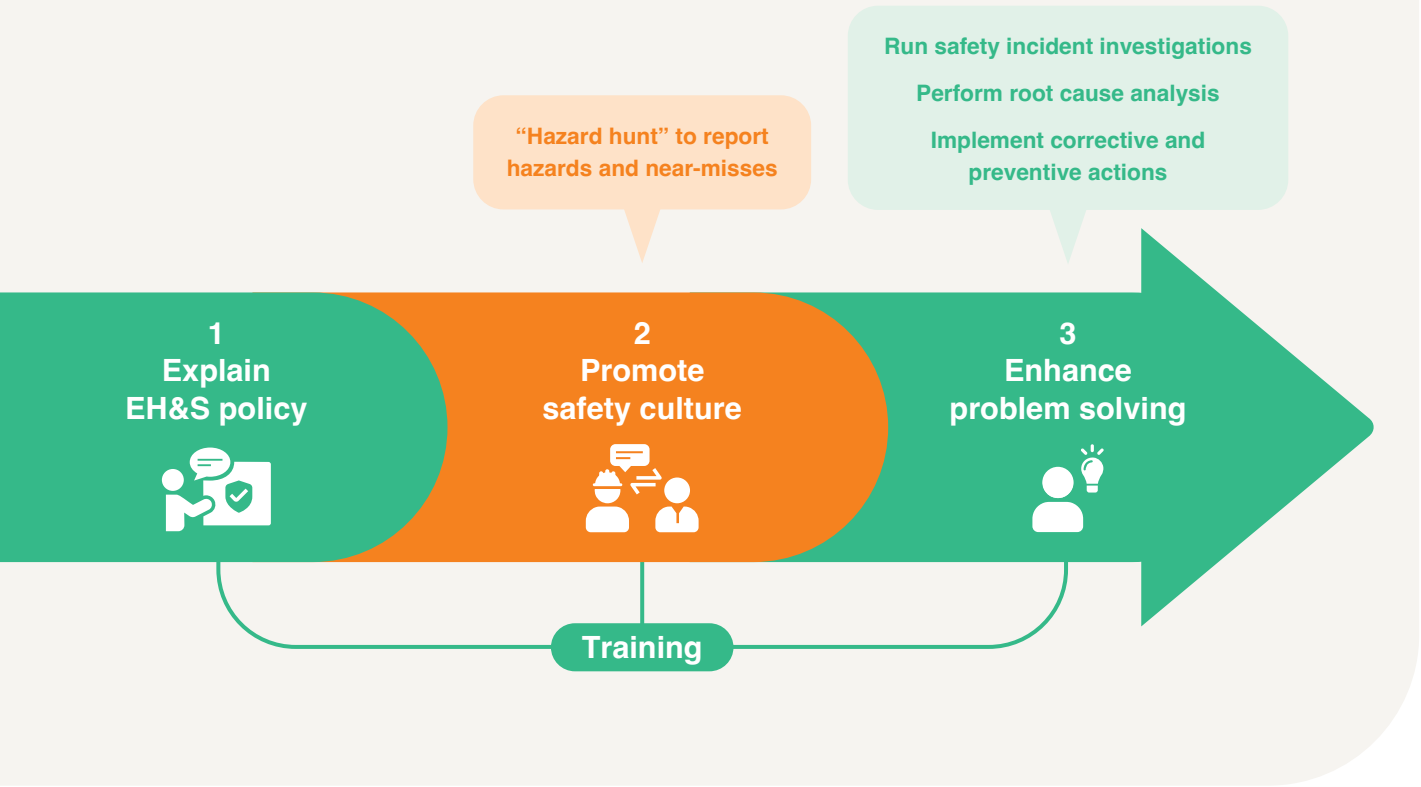 Run safety incident investigations
Perform root cause analysis
Implement corrective and
preventive actions
“Hazard hunt” to report
hazards and near-misses
1
Explain
EH&S policy
2
Promote
safety culture
3
Enhance
problem solving
Training